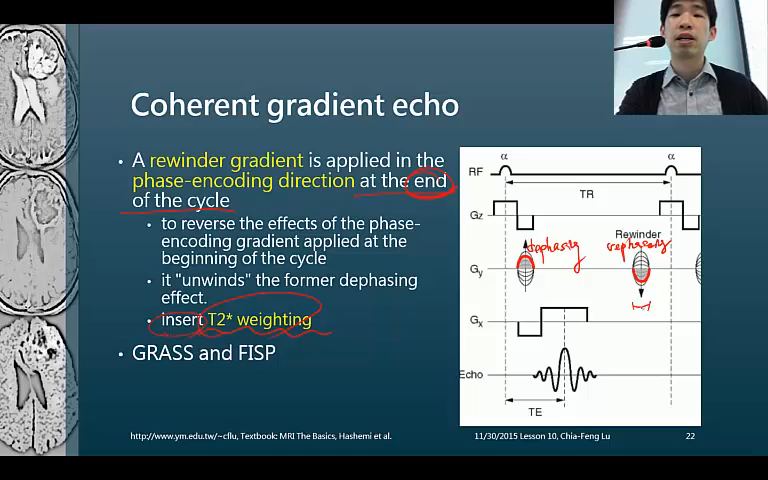 Coherent gradient echo
• A rewinder gradient is applied in the
phase-encoding direction at the end
of the cycle
• to reverse the effects of the phase-
encoding gradient applied at the
beginning of the cycle
• it "unwinds" the former dephasing
effect.
• insert T2* weighting
• GRASS and FISP
α α
RF
TR
Gz
Rewinder
dephasing rephasing
Gy
Gx
Echo
TE
http://www.ym.edu.tw/~cflu, Textbook: MRI The Basics, Hashemi et al.
11/30/2015 Lesson 10, Chia-Feng Lu
22